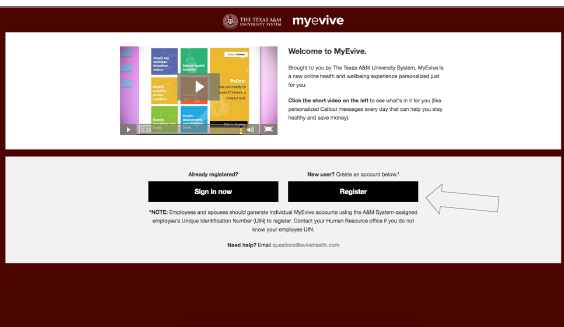 THE TEXAS A&M
UNIVERSITY SYSTEM
myevive
Welcome to MyEvive.
Brought to you by The Texas A&M University System, MyEvive is
a new online health and wellbeing experience personalized just
for you.
Click the short video on the left to see what's in it for you (like
personalized Callout messages every day that can help you stay
healthy and save money).
Already registered?
Sign in now
New user? Create an account below.*
Register
*NOTE: Employees and spouses should generate individual MyEvive accounts using the A&M System-assigned
employee's Unique Identification Number (UIN) to register. Contact your Human Resource office if you do not
know your employee UIN.
Need help? Email questions@evivehealth.com.